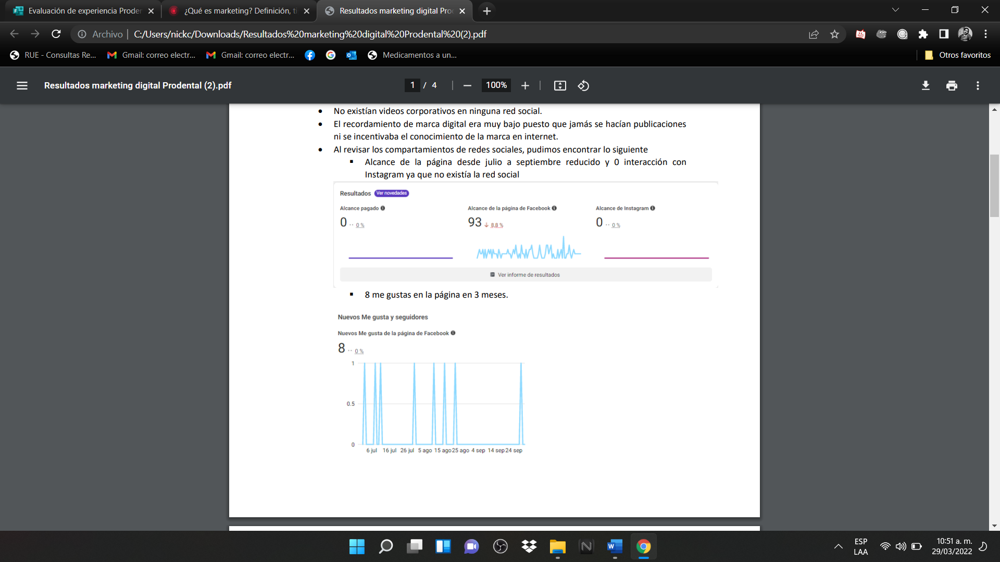 Evaluación de experiencia Proden
¿Qué es marketing? Definición, ti
Resultados marketing digital Pro
Archivo
C:/Users/nickc/Downloads/Resultados%20marketing%20digital%20Prodental%20(2).pdf
RUE - Consultas Re...
Gmail: correo electr...
Gmail: correo electr...
Medicamentos a un...
Otros favoritos
Resultados marketing digital Prodental (2).pdf
1 / 4
100%
• No existían videos corporativos en ninguna red social.
• El recordamiento de marca digital era muy bajo puesto que jamás se hacían publicaciones
ni se incentivaba el conocimiento de la marca en internet.
• Al revisar los compartamientos de redes sociales, pudimos encontrar lo siguiente
▪ Alcance de la página desde julio a septiembre reducido y 0 interacción con
Instagram ya que no existía la red social
Resultados Ver novedades
Alcance pagado
0 0 %
Alcance de la página de Facebook
93 ↓ 8,8 %
Alcance de Instagram
0 0 %
Ver informe de resultados
▪ 8 me gustas en la página en 3 meses.
Nuevos Me gusta y seguidores
Nuevos Me gusta de la página de Facebook
8 0 %
1
0.5
0
6 jul 16 jul 26 jul 5 ago 15 ago 25 ago 4 sep 14 sep 24 sep
ESP
LAA
10:51 a. m.
29/03/2022